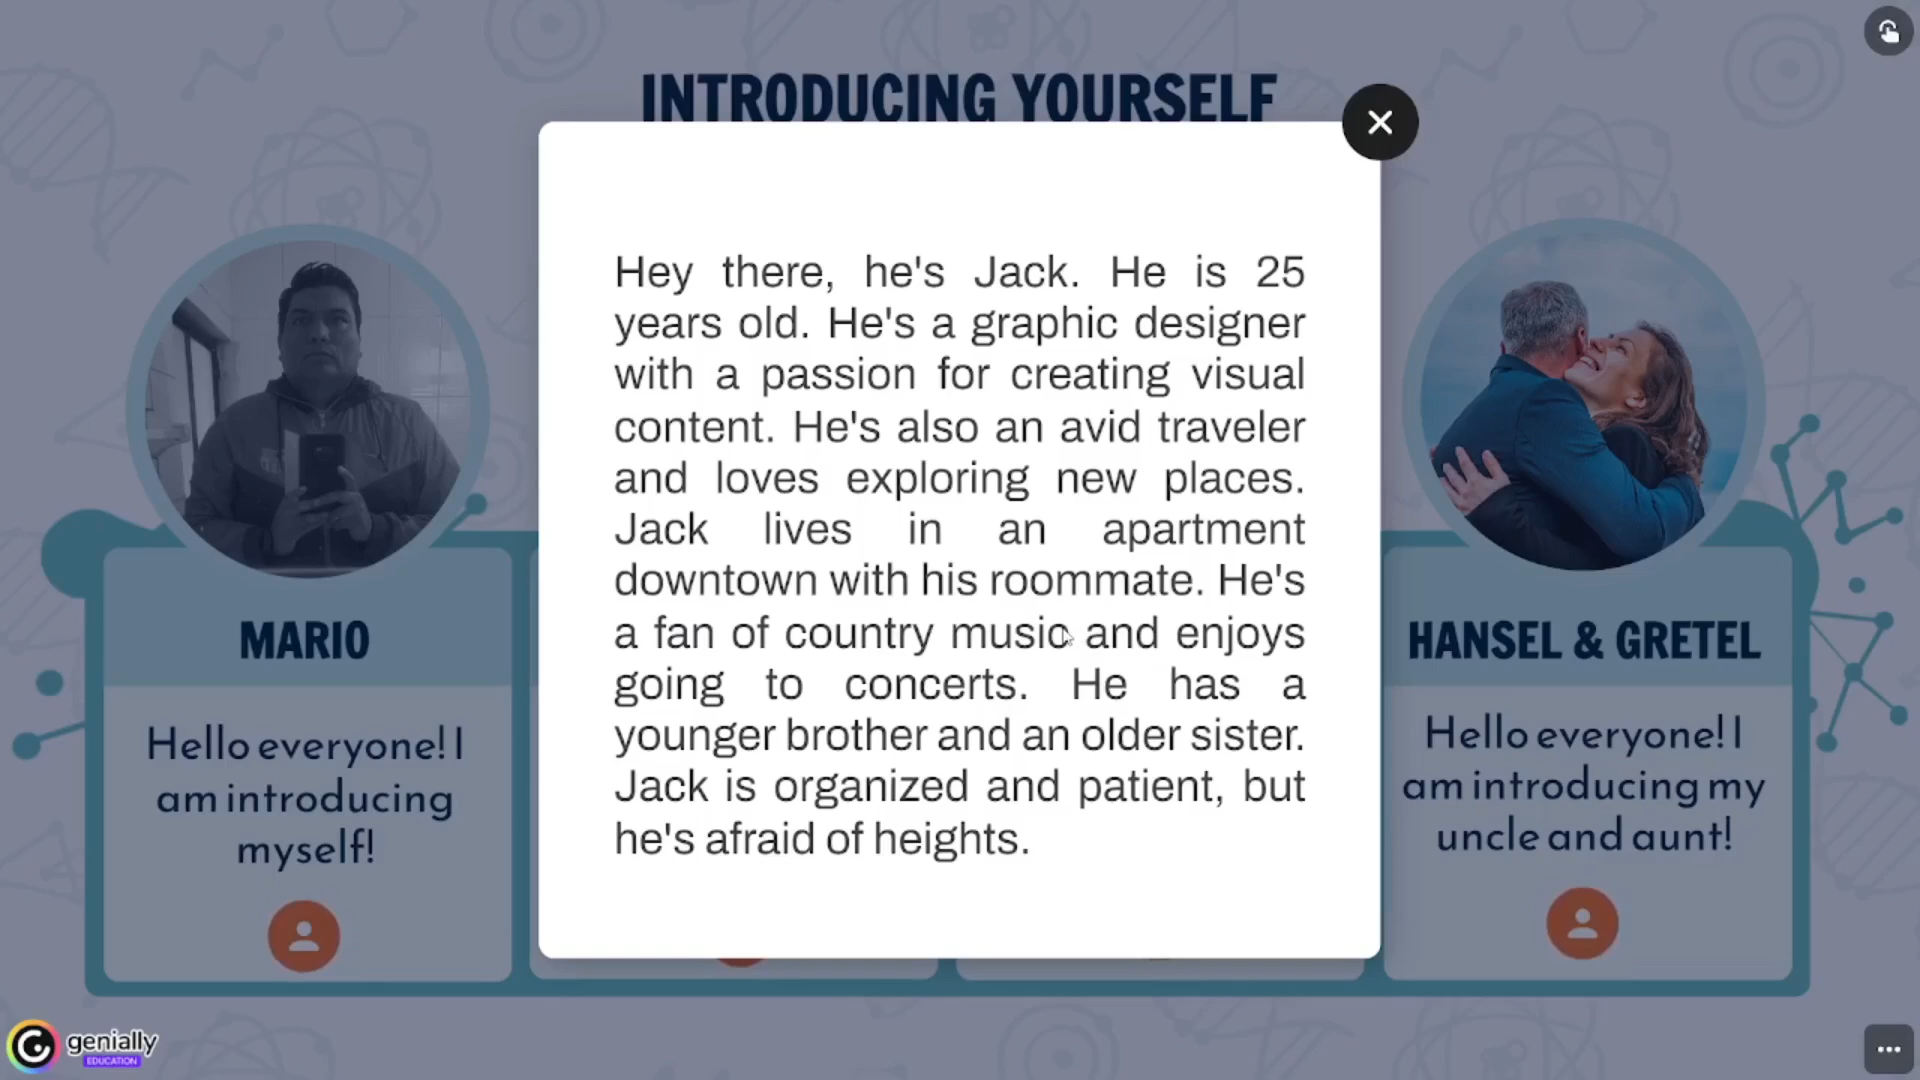 INTRODUCING YOURSELF
Hey there, he's Jack. He is 25
years old. He's a graphic designer
with a passion for creating visual
content. He's also an avid traveler
and loves exploring new places.
Jack lives in an apartment
downtown with his roommate. He's
a fan of country music and enjoys
going to concerts. He has a
younger brother and an older sister.
Jack is organized and patient, but
he's afraid of heights.
MARIO
Hello everyone! I
am introducing
myself!
HANSEL & GRETEL
Hello everyone! I
am introducing my
uncle and aunt!
genially
EDUCATION